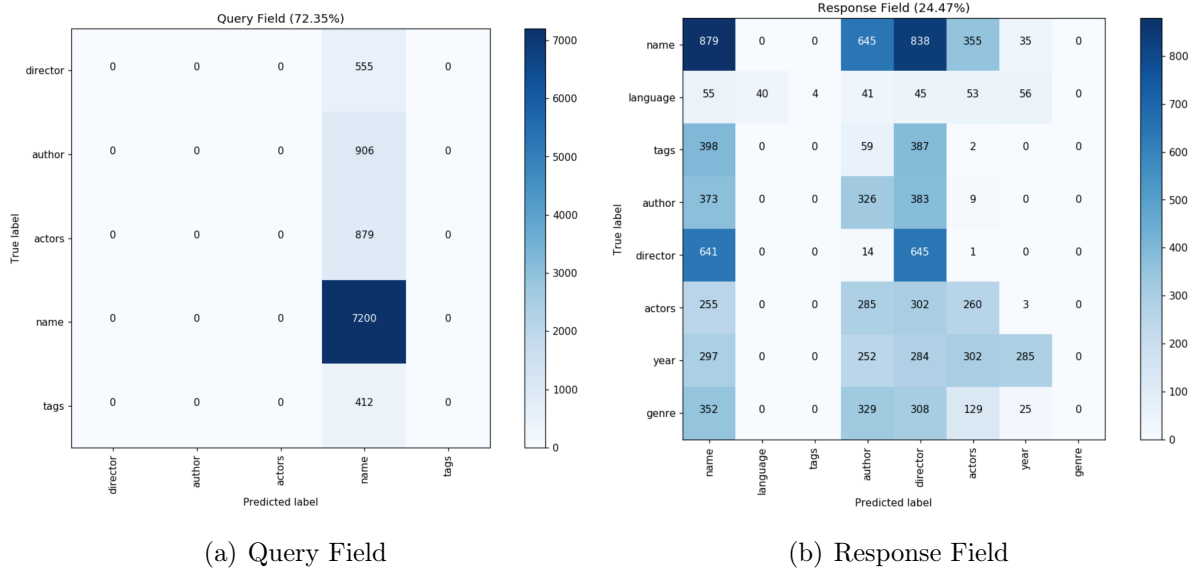 Query Field (72.35%)
director 0 0 0 555 0
author 0 0 0 906 0
actors 0 0 0 879 0
name 0 0 0 7200 0
tags 0 0 0 412 0
director author actors name tags
True label
Predicted label
7000
6000
5000
4000
3000
2000
1000
0
(a) Query Field
Response Field (24.47%)
name 879 0 0 645 838 355 35 0
language 55 40 4 41 45 53 56 0
tags 398 0 0 59 387 2 0 0
author 373 0 0 326 383 9 0 0
director 641 0 0 14 645 1 0 0
actors 255 0 0 285 302 260 3 0
year 297 0 0 252 284 302 285 0
genre 352 0 0 329 308 129 25 0
name language tags author director actors year genre
True label
Predicted label
800
700
600
500
400
300
200
100
0
(b) Response Field